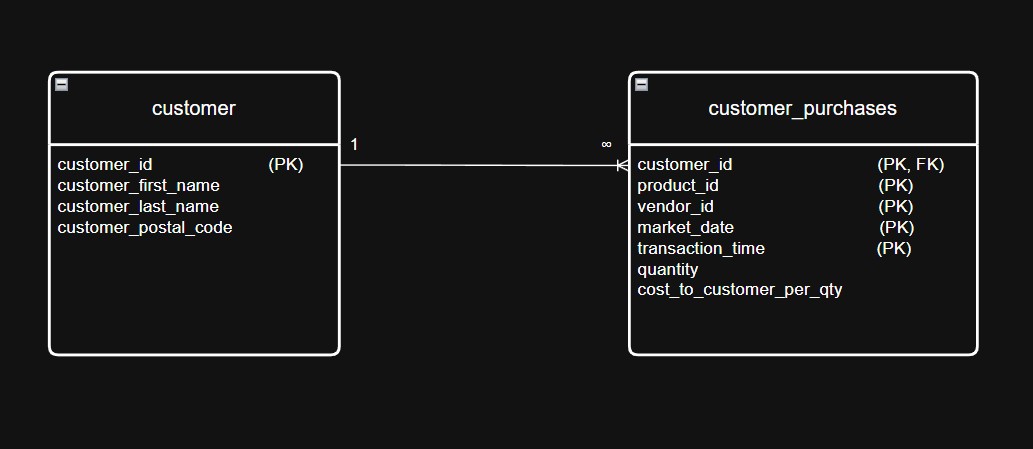 customer
customer_id (PK)
customer_first_name
customer_last_name
customer_postal_code
1 ∞
customer_purchases
customer_id (PK, FK)
product_id (PK)
vendor_id (PK)
market_date (PK)
transaction_time (PK)
quantity
cost_to_customer_per_qty